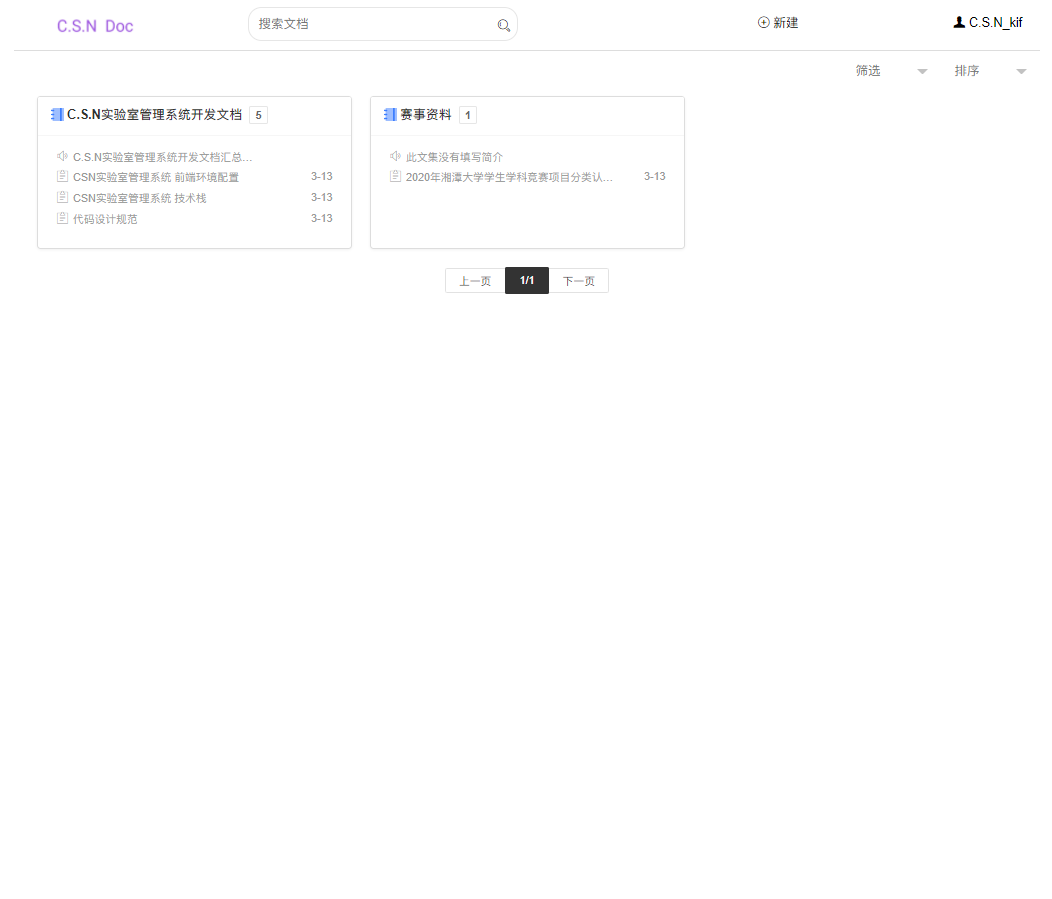 C.S.N Doc
搜索文档
新建
C.S.N_kif
筛选
排序
C.S.N实验室管理系统开发文档 5
C.S.N实验室管理系统开发文档汇总...
CSN实验室管理系统 前端环境配置 3-13
CSN实验室管理系统 技术栈 3-13
代码设计规范 3-13
赛事资料 1
此文集没有填写简介
2020年湘潭大学学生学科竞赛项目分类认... 3-13
上一页 1/1 下一页